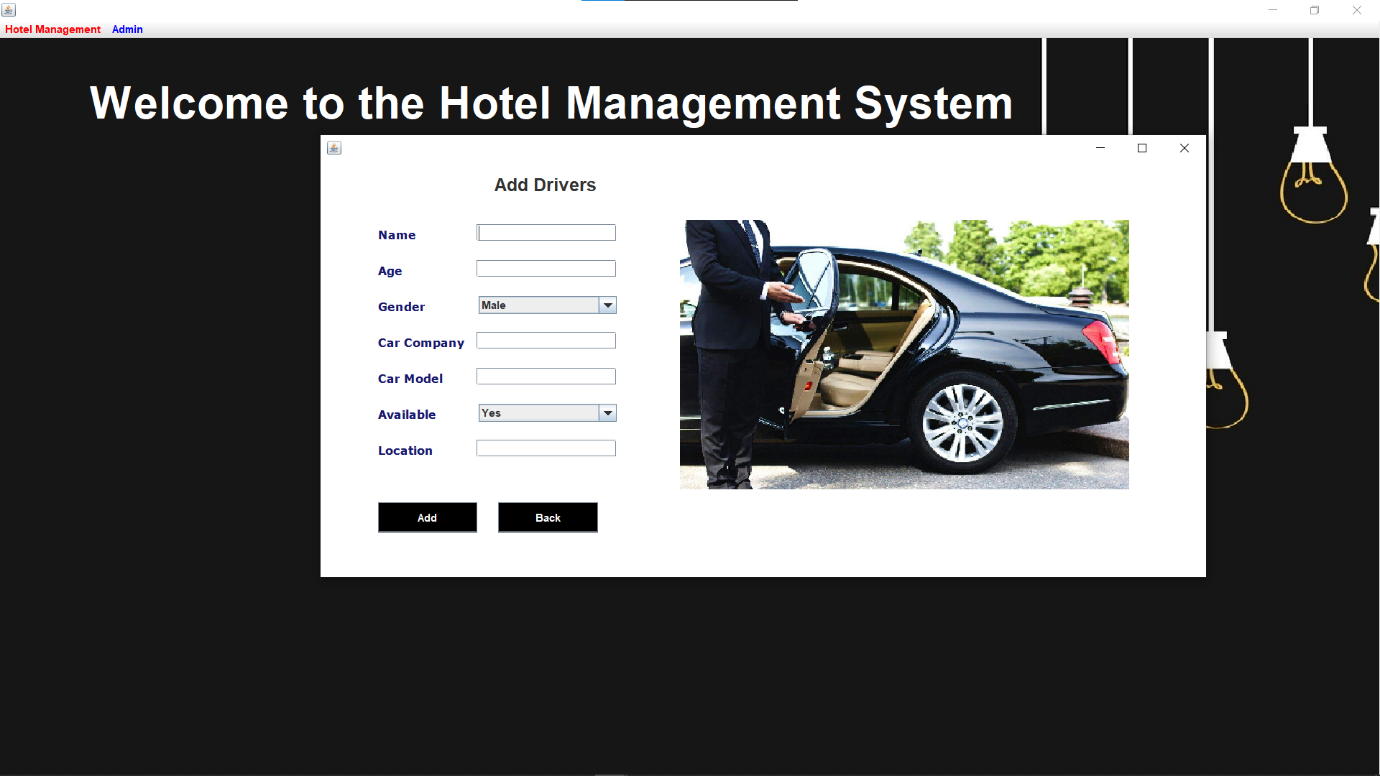 Hotel Management Admin
Welcome to the Hotel Management System
Add Drivers
Name
Age
Gender Male
Car Company
Car Model
Available Yes
Location
Add Back